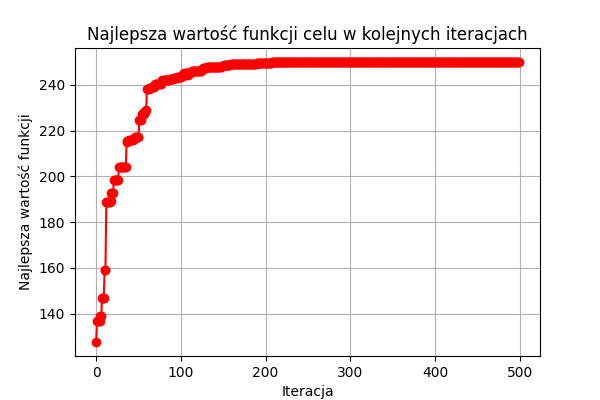 Najlepsza wartość funkcji celu w kolejnych iteracjach
Najlepsza wartość funkcji
240
220
200
180
160
140
0 100 200 300 400 500
Iteracja